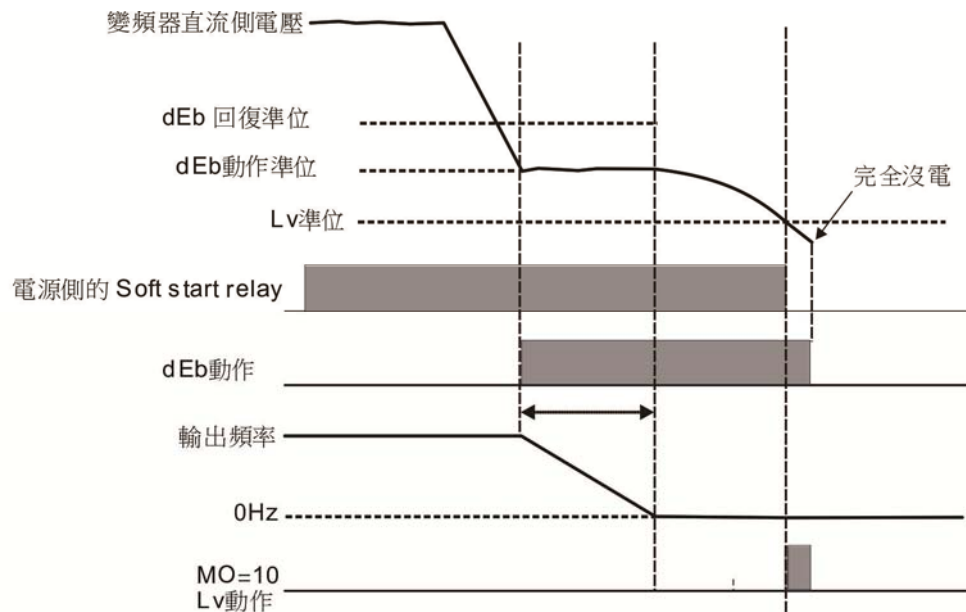 變頻器直流側電壓
dEb 回復準位
dEb動作準位
完全沒電
Lv準位
電源側的 Soft start relay
dEb動作
輸出頻率
0Hz
MO=10
Lv動作